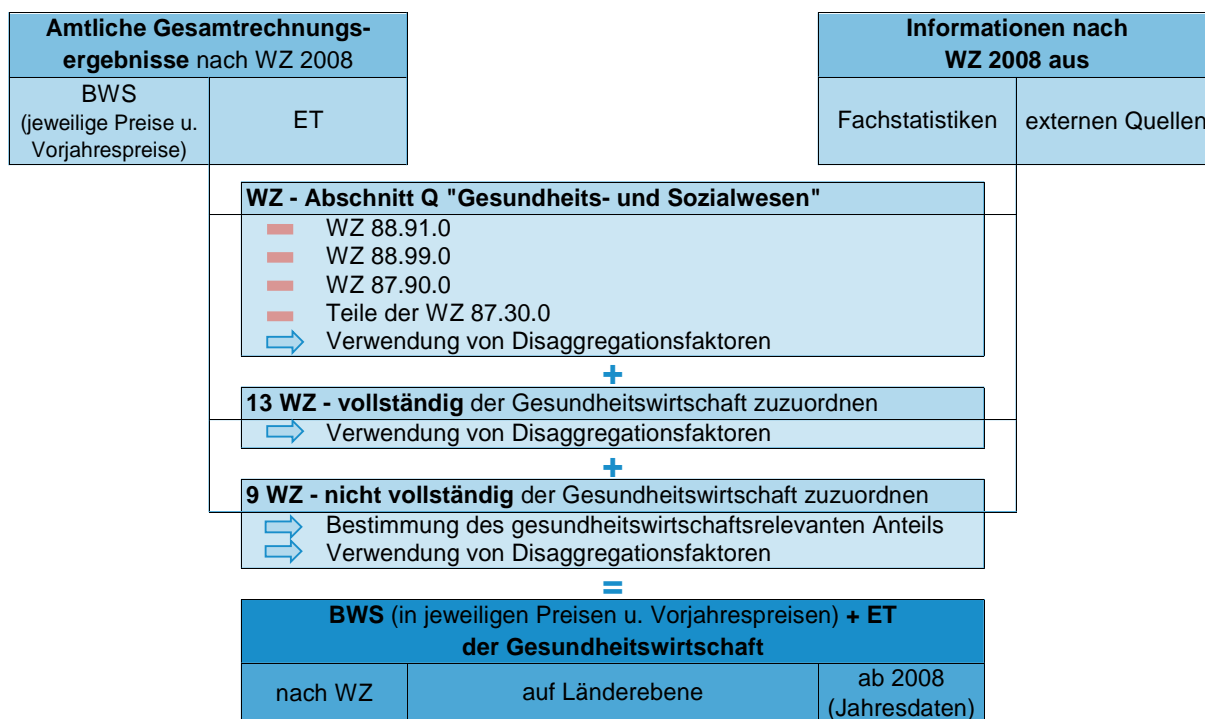 Amtliche Gesamtrechnungs-
ergebnisse nach WZ 2008
BWS
(jeweilige Preise u.
Vorjahrespreise)
ET
Informationen nach
WZ 2008 aus
Fachstatistiken
externen Quellen
WZ - Abschnitt Q "Gesundheits- und Sozialwesen"
WZ 88.91.0
WZ 88.99.0
WZ 87.90.0
Teile der WZ 87.30.0
Verwendung von Disaggregationsfaktoren
+
13 WZ - vollständig der Gesundheitswirtschaft zuzuordnen
Verwendung von Disaggregationsfaktoren
+
9 WZ - nicht vollständig der Gesundheitswirtschaft zuzuordnen
Bestimmung des gesundheitswirtschaftsrelevanten Anteils
Verwendung von Disaggregationsfaktoren
=
BWS (in jeweiligen Preisen u. Vorjahrespreisen) + ET
der Gesundheitswirtschaft
nach WZ
auf Länderebene
ab 2008
(Jahresdaten)